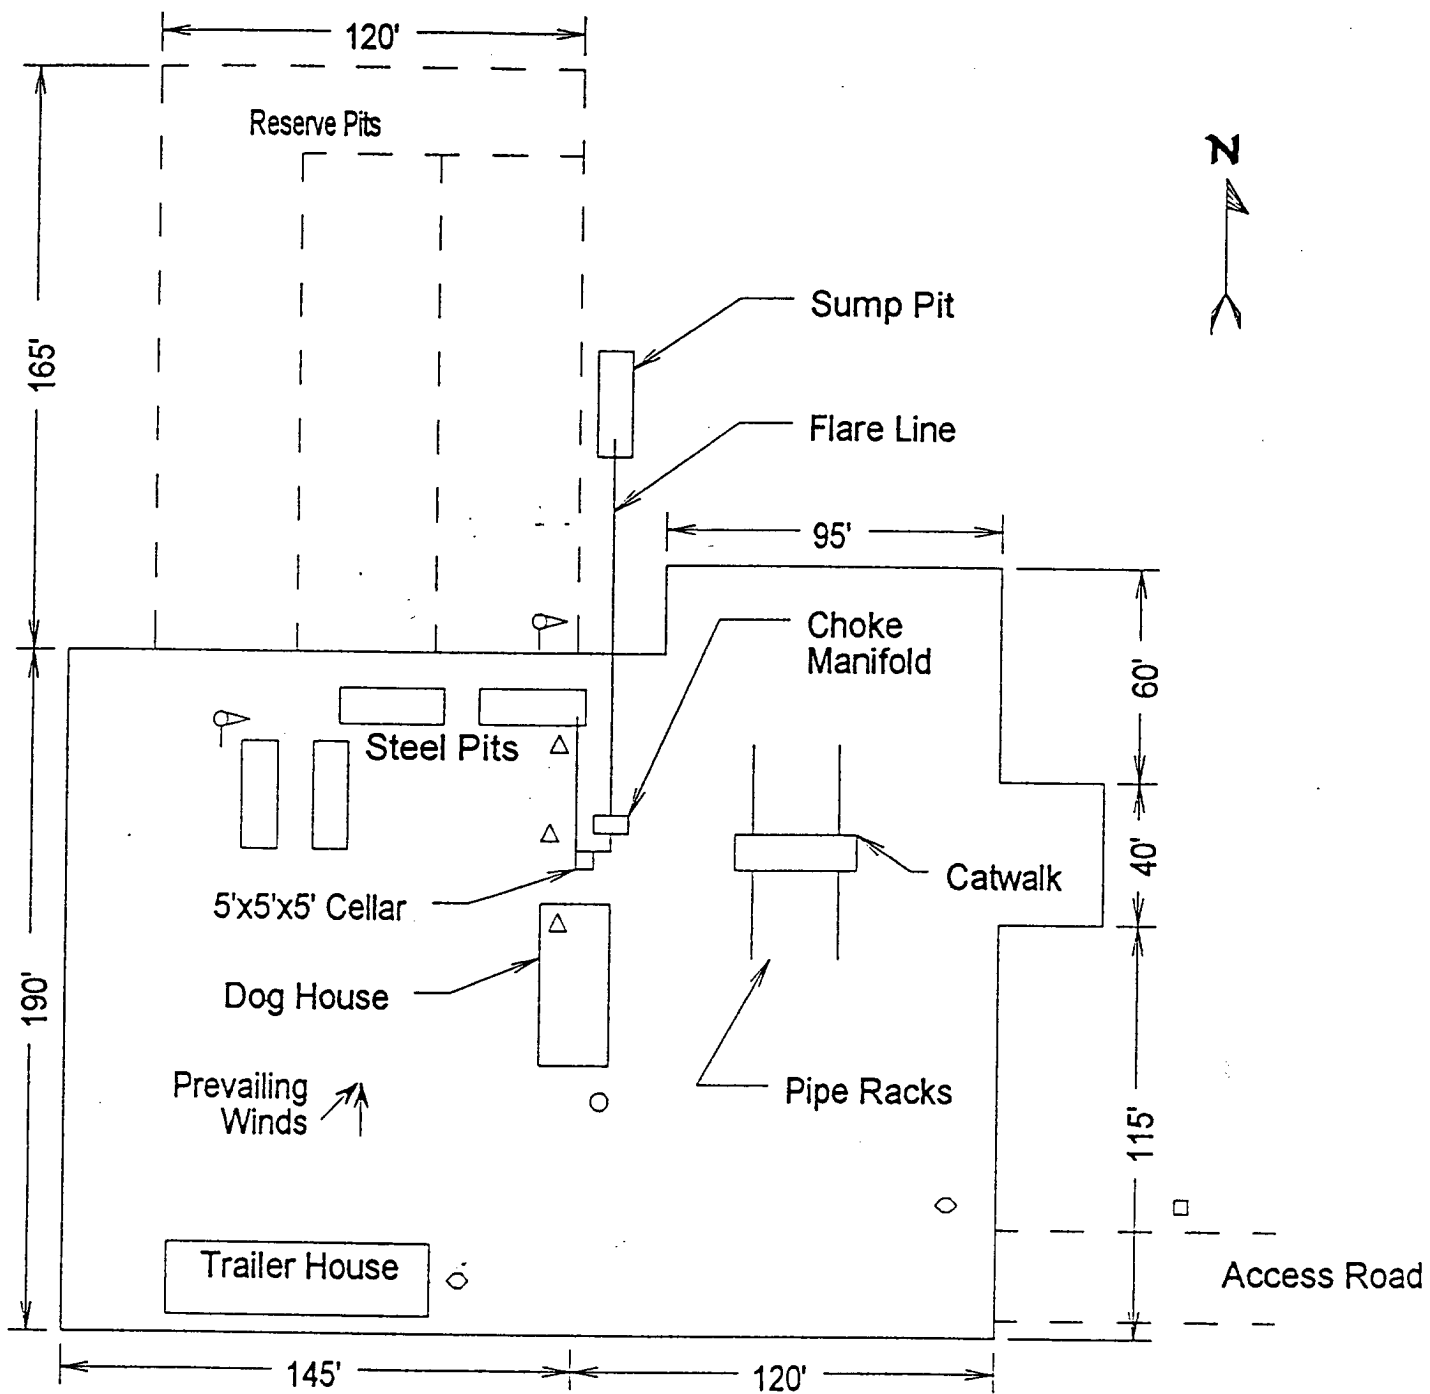 120'
Reserve Pits
N
165'
Sump Pit
Flare Line
95'
Choke
Manifold
60'
Steel Pits
40'
Catwalk
5'x5'x5' Cellar
190'
Dog House
Prevailing
Winds
Pipe Racks
115'
Trailer House
Access Road
145'
120'